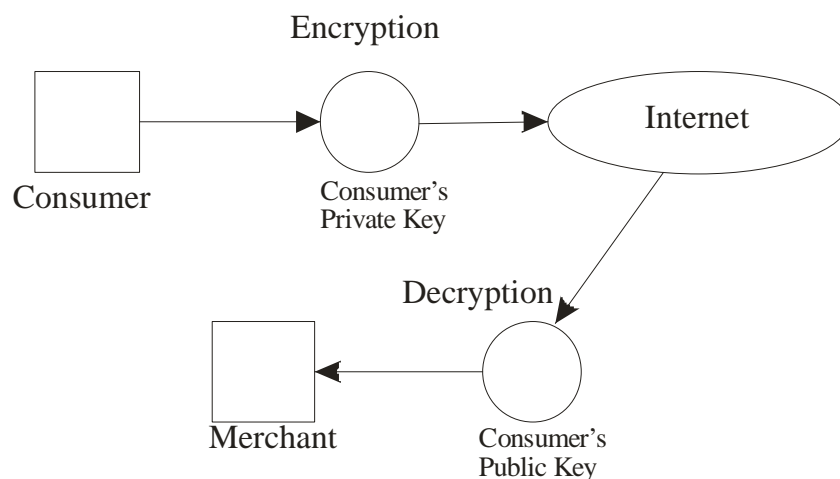 Encryption
Internet
Consumer
Consumer's
Private Key
Decryption
Merchant
Consumer's
Public Key